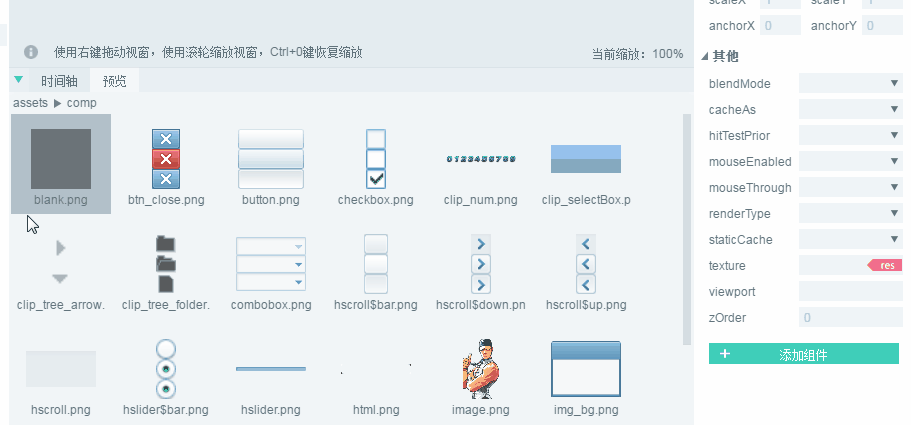 scaleX 1 scaleY 1
anchorX 0 anchorY 0
使用右键拖动视窗，使用滚轮缩放视窗，Ctrl+0键恢复缩放 当前缩放：100%
其他
时间轴 预览
blendMode
assets comp
cacheAs
hitTestPrior
mouseEnabled
mouseThrough
renderType
staticCache
texture res
viewport
zOrder 0
添加组件
0123456789
blank.png btn_close.png button.png checkbox.png clip_num.png clip_selectBox.p
clip_tree_arrow. clip_tree_folder. combobox.png hscroll$bar.png hscroll$down.pn hscroll$up.png
hscroll.png hslider$bar.png hslider.png html.png image.png img_bg.png